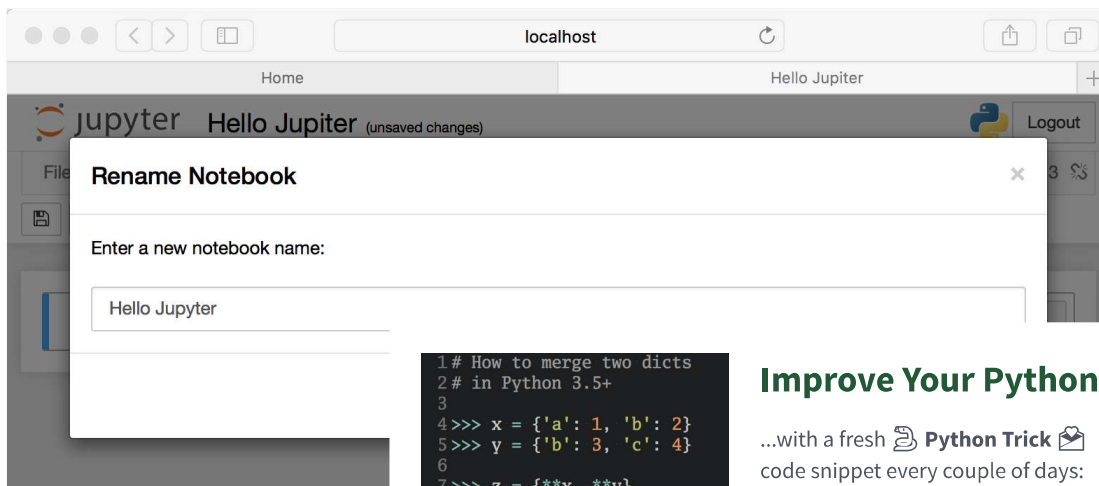 localhost
Home
Hello Jupiter
+
jupyter Hello Jupiter (unsaved changes)
Logout
File
3
Rename Notebook
×
Enter a new notebook name:
Hello Jupyter
1 # How to merge two dicts
2 # in Python 3.5+
3
4 >>> x = {'a': 1, 'b': 2}
5 >>> y = {'b': 3, 'c': 4}
6
7 >>> z = {**x, **y}
Improve Your Python
...with a fresh 🐍 Python Trick 💌
code snippet every couple of days: